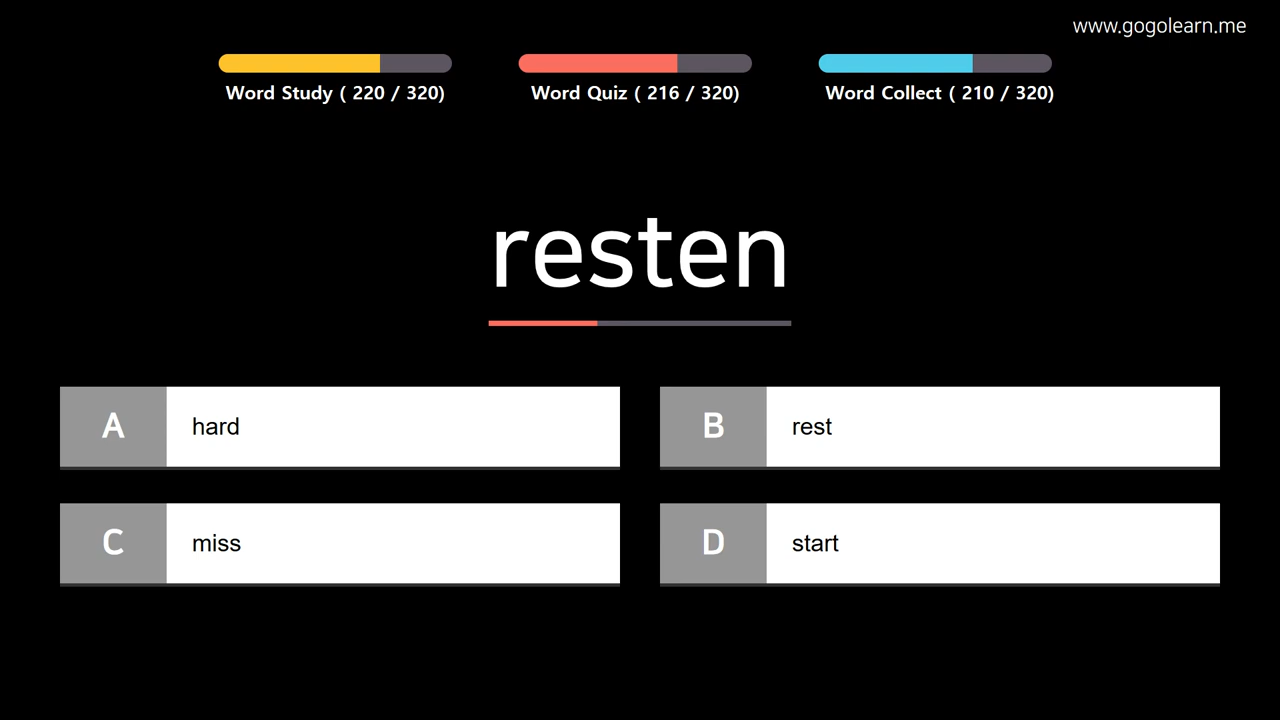 www.gogolearn.me
Word Study ( 220 / 320)
Word Quiz ( 216 / 320)
Word Collect ( 210 / 320)
resten
A hard
B rest
C miss
D start